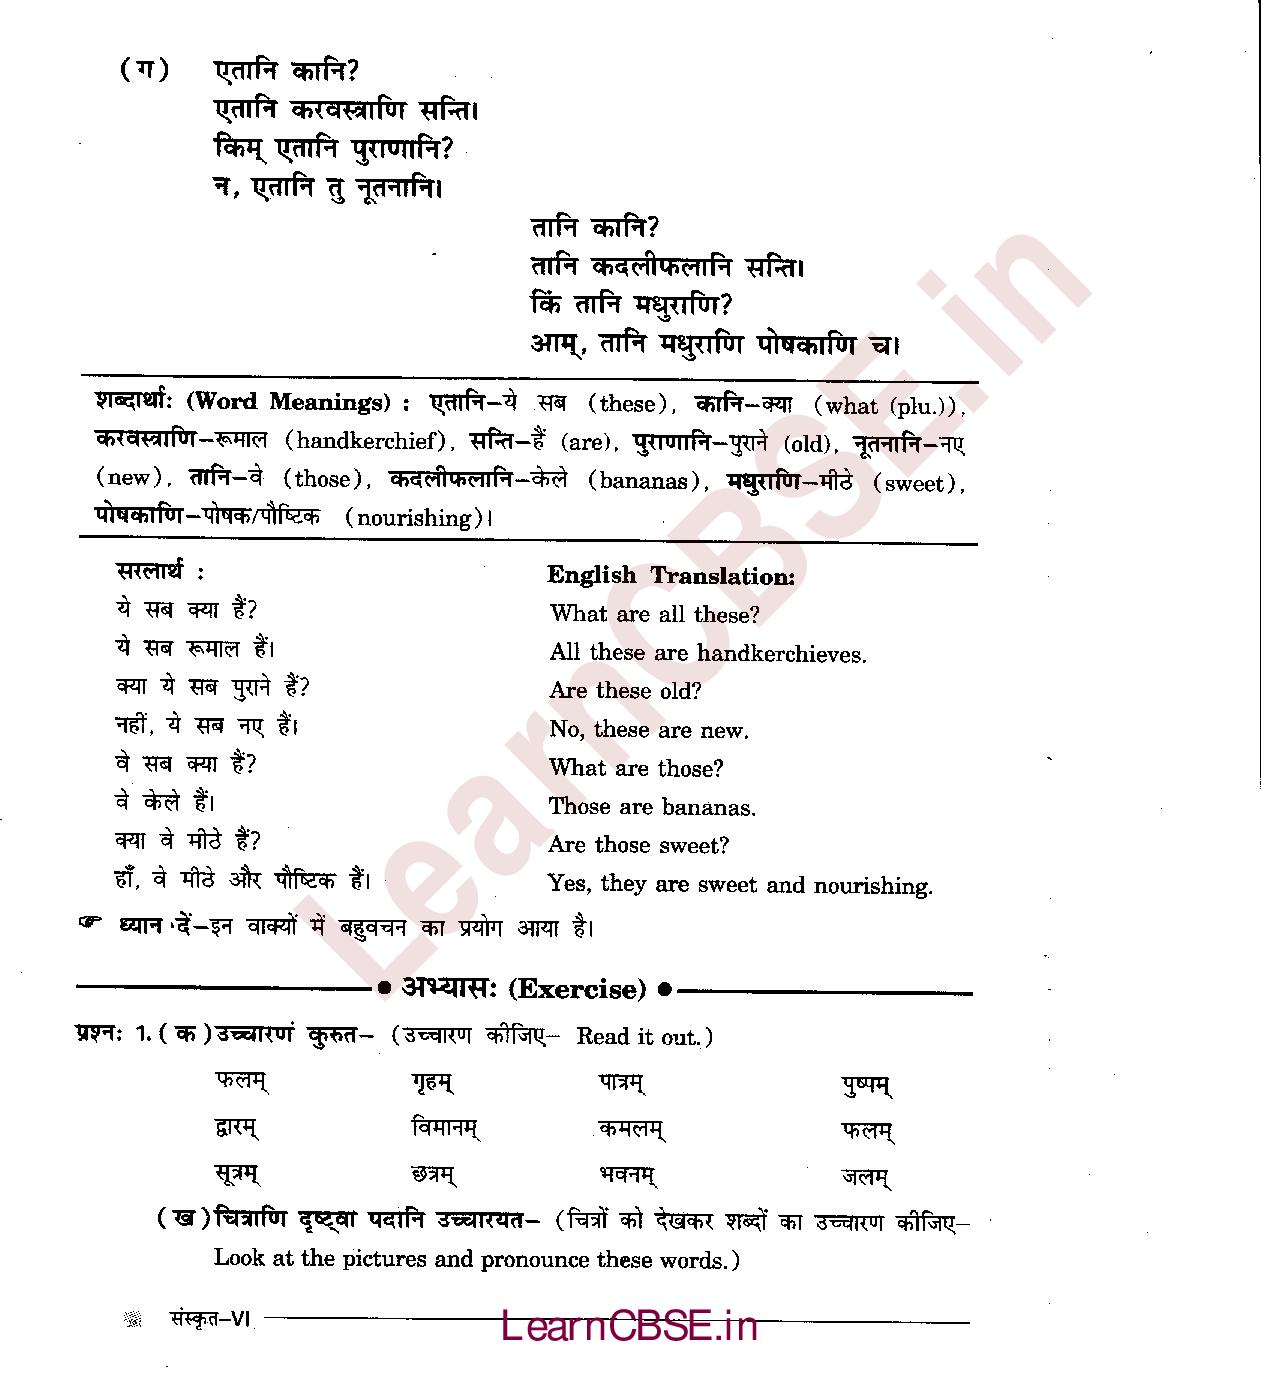 (ग) एतानि कानि?
एतानि करवस्त्राणि सन्ति।
किम् एतानि पुराणानि?
न, एतानि तु नूतनानि।
तानि कानि?
तानि कदलीफलानि सन्ति।
किं तानि मधुराणि?
आम्, तानि मधुराणि पोषकाणि च।
शब्दार्थाः (Word Meanings) : एतानि–ये सब (these), कानि–क्या (what (plu.)),
करवस्त्राणि–रूमाल (handkerchief), सन्ति–हैं (are), पुराणानि–पुराने (old), नूतनानि–नए
(new), तानि–वे (those), कदलीफलानि–केले (bananas), मधुराणि–मीठे (sweet),
पोषकाणि–पोषक/पौष्टिक (nourishing)।
सरलार्थ : English Translation:
ये सब क्या हैं? What are all these?
ये सब रूमाल हैं। All these are handkerchieves.
क्या ये सब पुराने हैं? Are these old?
नहीं, ये सब नए हैं। No, these are new.
वे सब क्या हैं? What are those?
वे केले हैं। Those are bananas.
क्या वे मीठे हैं? Are those sweet?
हाँ, वे मीठे और पौष्टिक हैं। Yes, they are sweet and nourishing.
☞ ध्यान दें–इन वाक्यों में बहुवचन का प्रयोग आया है।
● अभ्यासः (Exercise) ●
प्रश्नः 1. (क) उच्चारणं कुरुत– (उच्चारण कीजिए– Read it out.)
फलम् गृहम् पात्रम् पुष्पम्
द्वारम् विमानम् कमलम् फलम्
सूत्रम् छत्रम् भवनम् जलम्
(ख) चित्राणि दृष्ट्वा पदानि उच्चारयत– (चित्रों को देखकर शब्दों का उच्चारण कीजिए–
Look at the pictures and pronounce these words.)
संस्कृत–VI
LearnCBSE.in
LearnCBSE.in